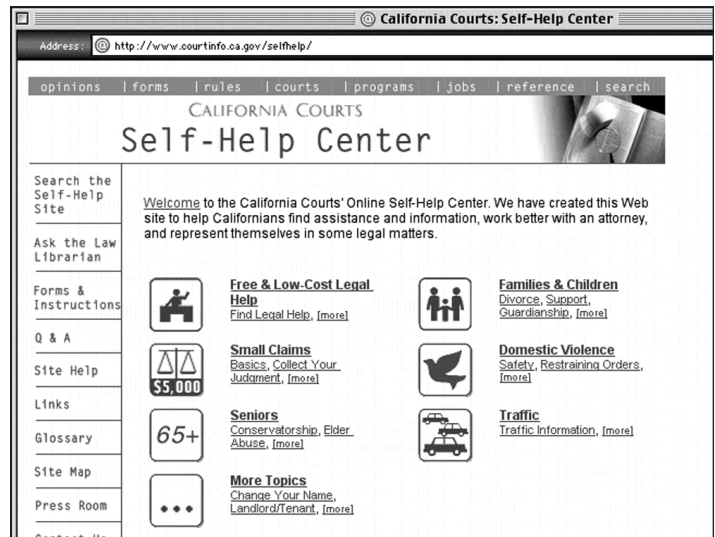 California Courts: Self-Help Center
Address: http://www.courtinfo.ca.gov/selfhelp/
opinions | forms | rules | courts | programs | jobs | reference | search
CALIFORNIA COURTS
Self-Help Center
Search the
Self-Help
Site
Ask the Law
Librarian
Forms &
Instructions
Q & A
Site Help
Links
Glossary
Site Map
Press Room
Welcome to the California Courts' Online Self-Help Center. We have created this Web
site to help Californians find assistance and information, work better with an attorney,
and represent themselves in some legal matters.
Free & Low-Cost Legal
Help
Find Legal Help, [more]
Families & Children
Divorce, Support,
Guardianship, [more]
$5,000
Small Claims
Basics, Collect Your
Judgment, [more]
Domestic Violence
Safety, Restraining Orders,
[more]
65+
Seniors
Conservatorship, Elder
Abuse, [more]
Traffic
Traffic Information, [more]
More Topics
Change Your Name,
Landlord/Tenant, [more]